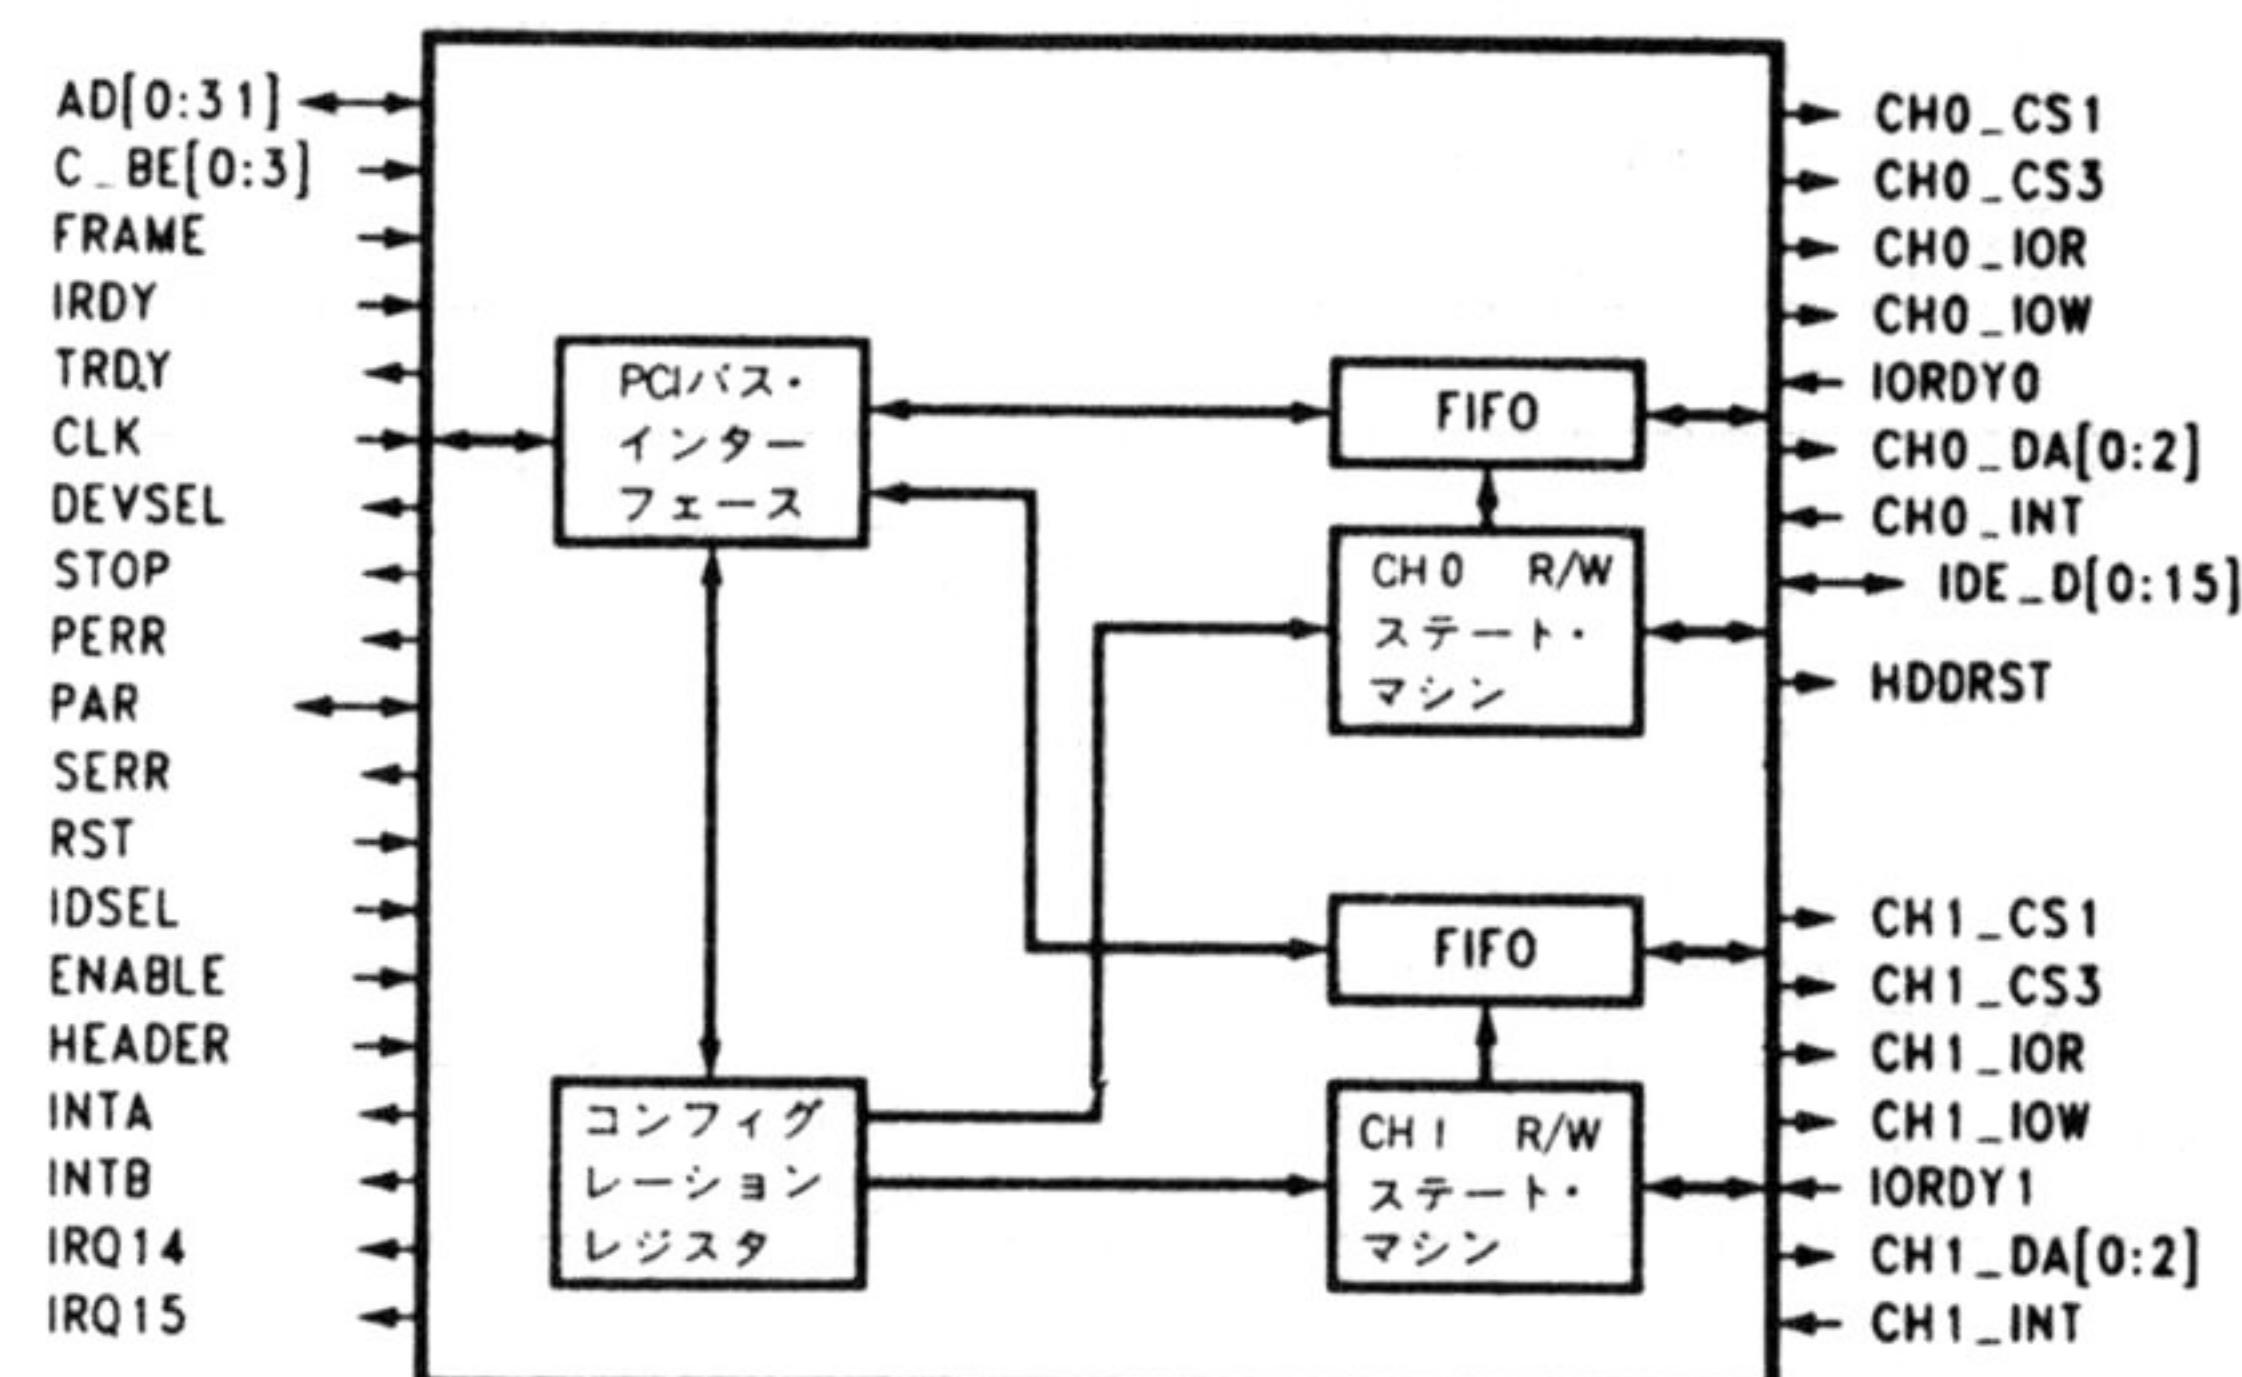 AD[0:31]
C_BE[0:3]
FRAME
IRDY
TRDY
CLK
DEVSEL
STOP
PERR
PAR
SERR
RST
IDSEL
ENABLE
HEADER
INTA
INTB
IRQ14
IRQ15
PCIバス・
インター
フェース
コンフィグ
レーション
レジスタ
FIFO
CH0 R/W
ステート・
マシン
FIFO
CH1 R/W
ステート・
マシン
CH0_CS1
CH0_CS3
CH0_IOR
CH0_IOW
IORDY0
CH0_DA[0:2]
CH0_INT
IDE_D[0:15]
HDDRST
CH1_CS1
CH1_CS3
CH1_IOR
CH1_IOW
IORDY1
CH1_DA[0:2]
CH1_INT